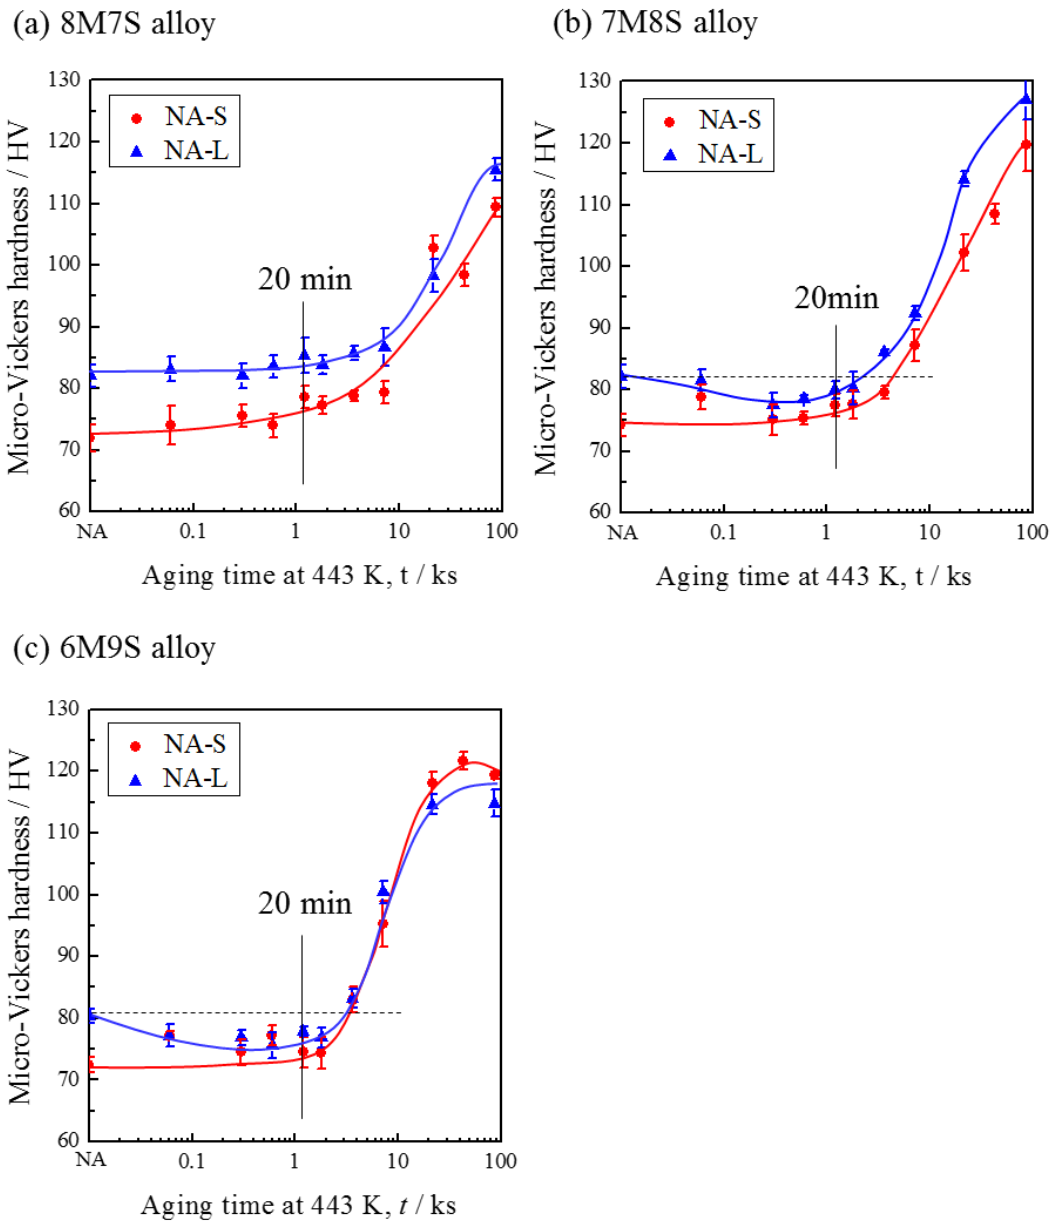 (a) 8M7S alloy
130
120
110
100
90
80
70
60
NA
0.1
1
10
100
NA-S
NA-L
20 min
Micro-Vickers hardness / HV
Aging time at 443 K, t / ks
(b) 7M8S alloy
130
120
110
100
90
80
70
60
NA
0.1
1
10
100
NA-S
NA-L
20min
Micro-Vickers hardness / HV
Aging time at 443 K, t / ks
(c) 6M9S alloy
130
120
110
100
90
80
70
60
NA
0.1
1
10
100
NA-S
NA-L
20 min
Micro-Vickers hardness / HV
Aging time at 443 K, t / ks